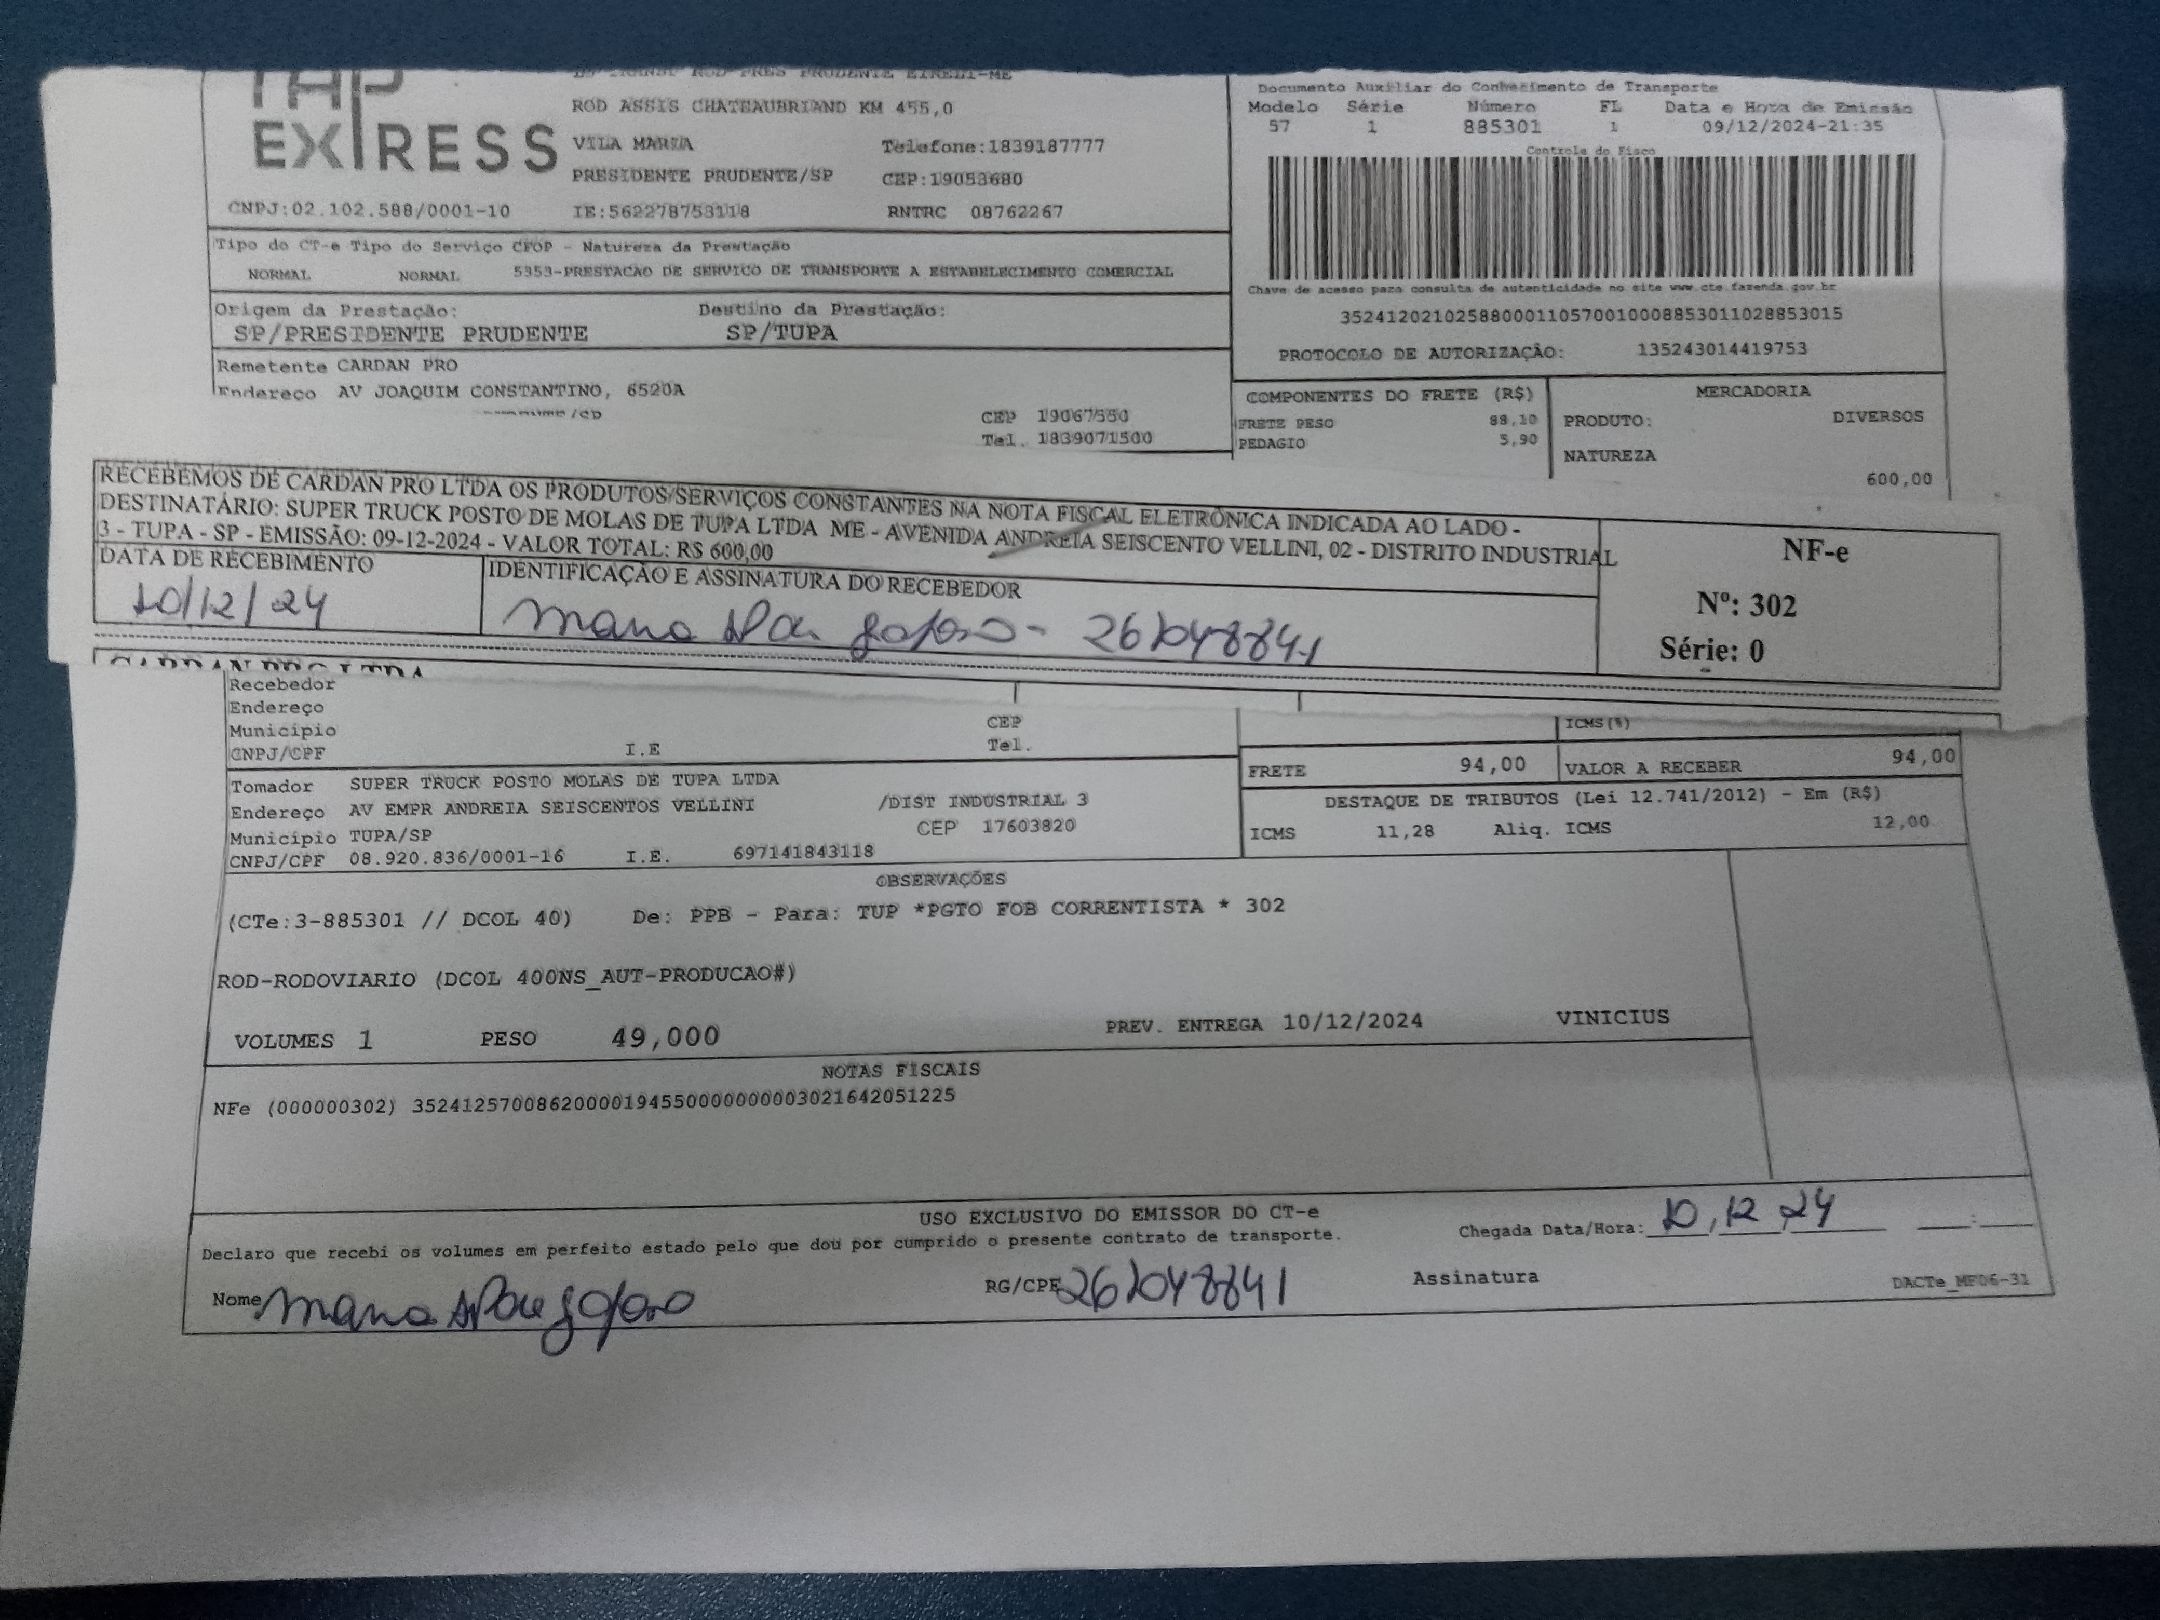 EXPRESS
ROD ASSIS CHATEAUBRIAND KM 455,0
VILA MARIA Telefone:1839187777
PRESIDENTE PRUDENTE/SP CEP:19053680
CNPJ:02.102.588/0001-10 IE:562278753118 RNTRC 08762267
Documento Auxiliar do Conhecimento de Transporte
Modelo Série Número FL Data e Hora de Emissão
57 1 885301 1 09/12/2024-21:35
Controle do Fisco
Chave de acesso para consulta de autenticidade no site www.cte.fazenda.gov.br
35241202102588000110570010008853011028853015
PROTOCOLO DE AUTORIZAÇÃO: 135243014419753
Tipo do CT-e Tipo do Serviço CFOP - Natureza da Prestação
NORMAL NORMAL 5353-PRESTACAO DE SERVICO DE TRANSPORTE A ESTABELECIMENTO COMERCIAL
Origem da Prestação: Destino da Prestação:
SP/PRESIDENTE PRUDENTE SP/TUPA
Remetente CARDAN PRO
Endereço AV JOAQUIM CONSTANTINO, 6520A
/SP CEP 19067550
Tel. 1839071500
COMPONENTES DO FRETE (R$)
FRETE PESO 88,10
PEDAGIO 5,90
MERCADORIA
PRODUTO: DIVERSOS
NATUREZA
600,00
RECEBEMOS DE CARDAN PRO LTDA OS PRODUTOS/SERVIÇOS CONSTANTES NA NOTA FISCAL ELETRÔNICA INDICADA AO LADO -
DESTINATÁRIO: SUPER TRUCK POSTO DE MOLAS DE TUPA LTDA ME - AVENIDA ANDREIA SEISCENTO VELLINI, 02 - DISTRITO INDUSTRIAL
3 - TUPA - SP - EMISSÃO: 09-12-2024 - VALOR TOTAL: R$ 600,00
DATA DE RECEBIMENTO IDENTIFICAÇÃO E ASSINATURA DO RECEBEDOR
10/12/24
NF-e
Nº: 302
Série: 0
CARDAN PRO LTDA
Recebedor
Endereço
Município CEP
CNPJ/CPF I.E Tel.
ICMS(%)
FRETE 94,00 VALOR A RECEBER 94,00
Tomador SUPER TRUCK POSTO MOLAS DE TUPA LTDA
Endereço AV EMPR ANDREIA SEISCENTOS VELLINI /DIST INDUSTRIAL 3
Município TUPA/SP CEP 17603820
CNPJ/CPF 08.920.836/0001-16 I.E. 697141843118
DESTAQUE DE TRIBUTOS (Lei 12.741/2012) - Em (R$)
ICMS 11,28 Aliq. ICMS 12,00
OBSERVAÇÕES
(CTe:3-885301 // DCOL 40) De: PPB - Para: TUP *PGTO FOB CORRENTISTA * 302
ROD-RODOVIARIO (DCOL 400NS_AUT-PRODUCAO#)
VOLUMES 1 PESO 49,000 PREV. ENTREGA 10/12/2024 VINICIUS
NOTAS FISCAIS
NFe (000000302) 35241257008620000194550000000003021642051225
USO EXCLUSIVO DO EMISSOR DO CT-e
Declaro que recebi os volumes em perfeito estado pelo que dou por cumprido o presente contrato de transporte.
Chegada Data/Hora: 10,12,24 :
Nome RG/CPF Assinatura
DACTe_MF06-31